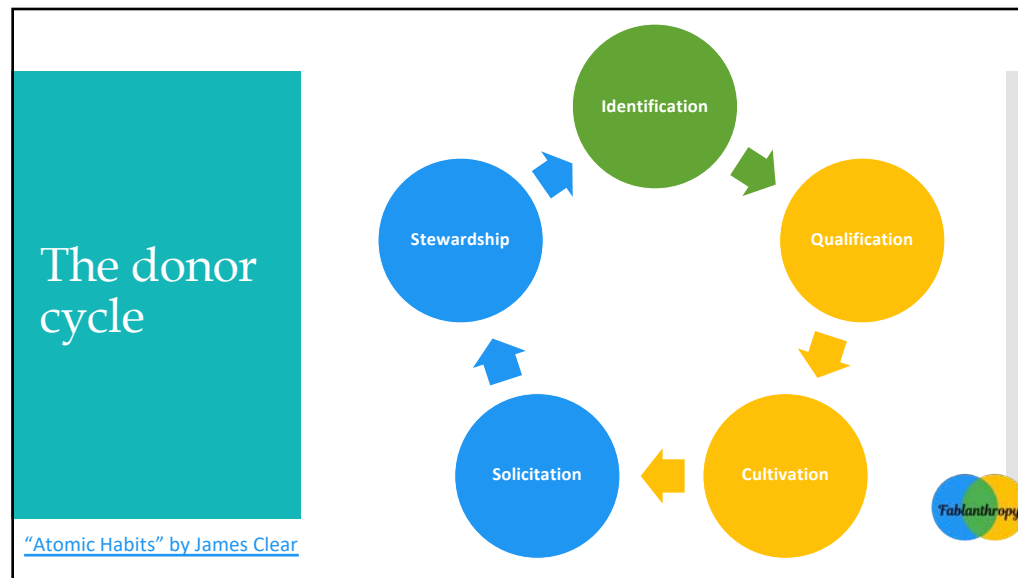 The donor
cycle
Identification
Qualification
Cultivation
Solicitation
Stewardship
Fablanthropy
“Atomic Habits” by James Clear